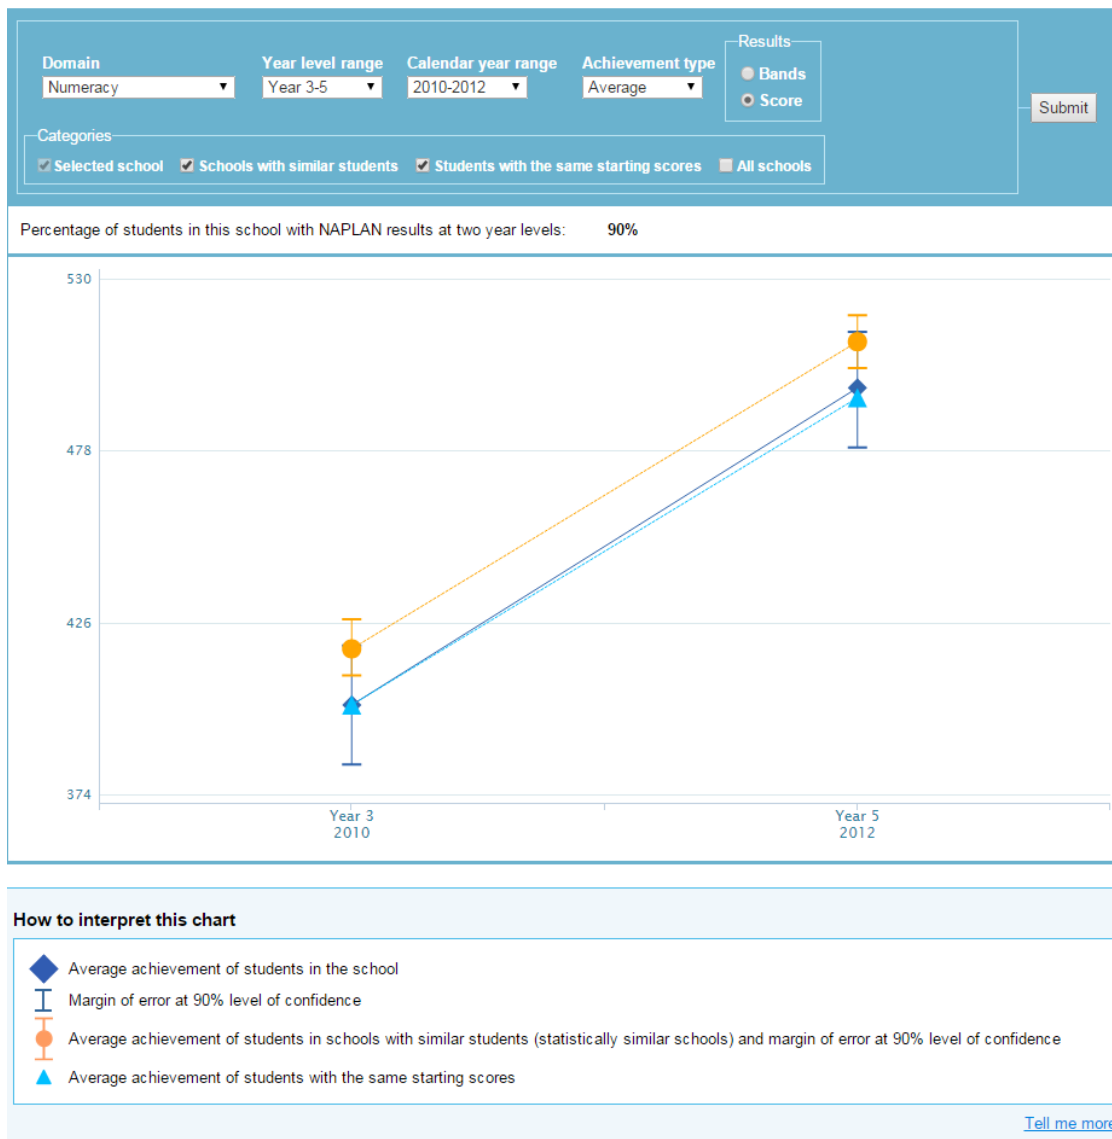 Results
Domain
Year level range
Calendar year range
Achievement type
Bands
Numeracy
Year 3-5
2010-2012
Average
Score
Submit
Categories
Selected school
Schools with similar students
Students with the same starting scores
All schools
Percentage of students in this school with NAPLAN results at two year levels: 90%
530
478
426
374
Year 3
2010
Year 5
2012
How to interpret this chart
Average achievement of students in the school
Margin of error at 90% level of confidence
Average achievement of students in schools with similar students (statistically similar schools) and margin of error at 90% level of confidence
Average achievement of students with the same starting scores
Tell me more